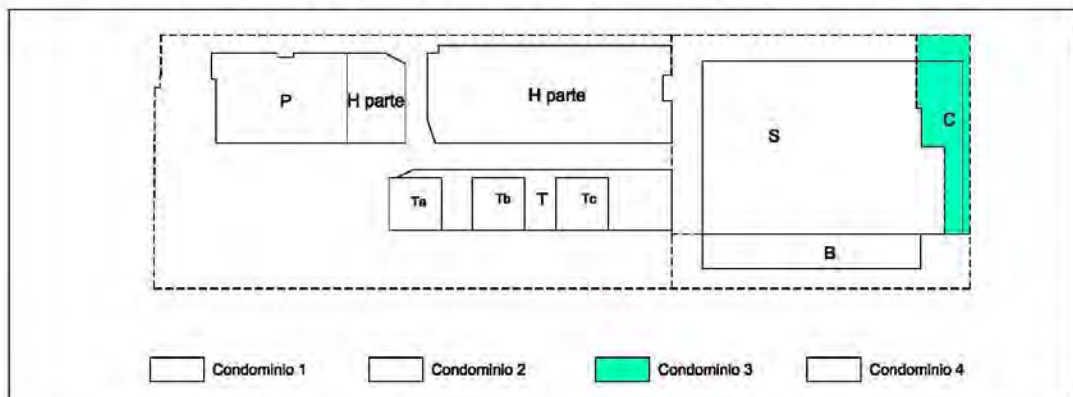 P
H parte
H parte
S
C
Ta
Tb
T
Tc
B
Condominio 1
Condominio 2
Condominio 3
Condominio 4